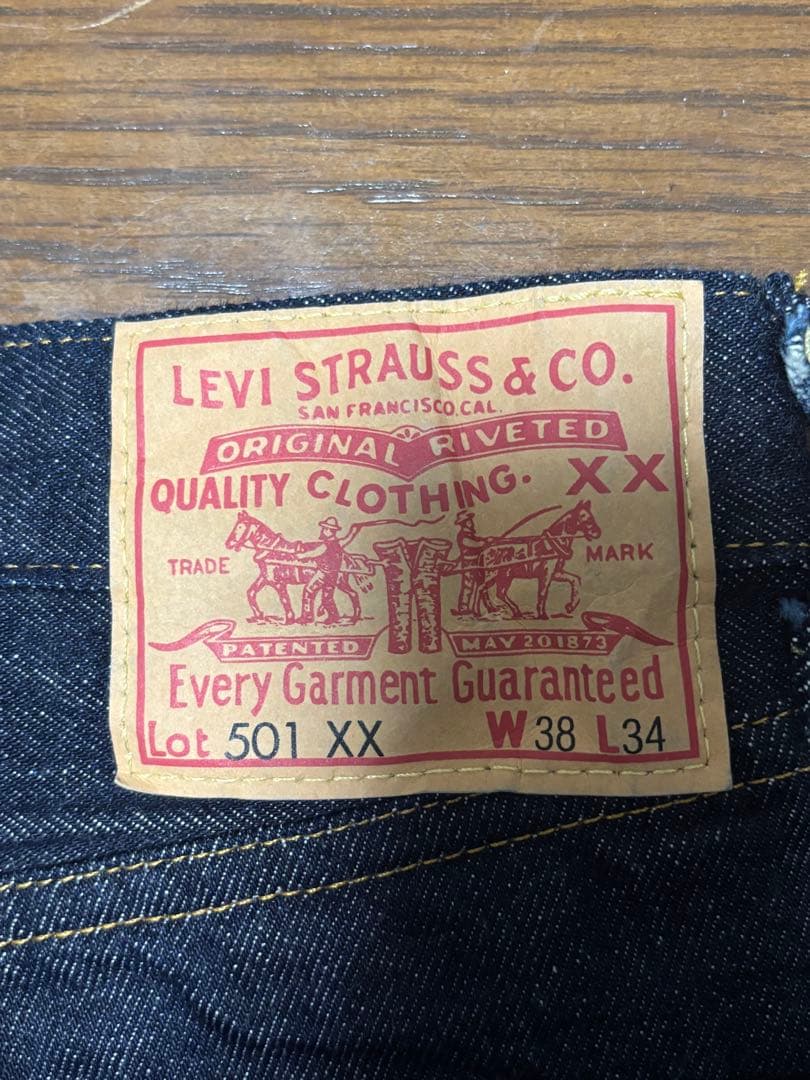 LEVI STRAUSS & CO.
SAN FRANCISCO, CAL.
ORIGINAL RIVETED
QUALITY CLOTHING. XX
TRADE MARK
PATENTED MAY 20 1873
Every Garment Guaranteed
Lot 501 XX W38 L34